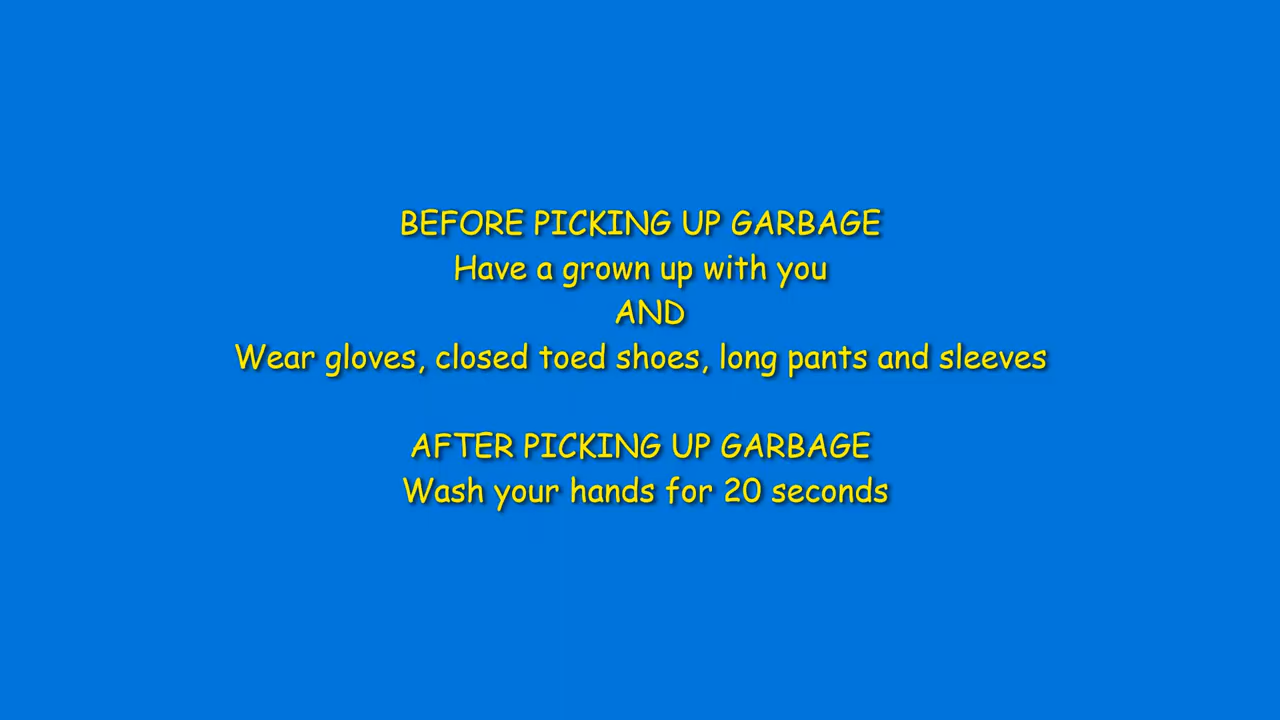 BEFORE PICKING UP GARBAGE
Have a grown up with you
AND
Wear gloves, closed toed shoes, long pants and sleeves
AFTER PICKING UP GARBAGE
Wash your hands for 20 seconds